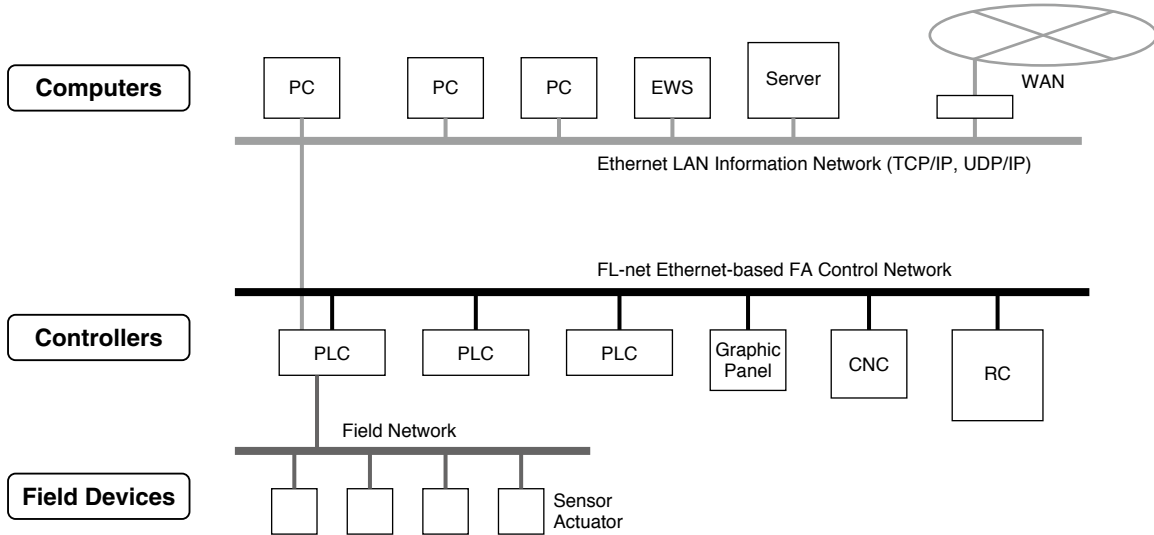 Computers
PC
PC
PC
EWS
Server
WAN
Ethernet LAN Information Network (TCP/IP, UDP/IP)
FL-net Ethernet-based FA Control Network
Controllers
PLC
PLC
PLC
Graphic
Panel
CNC
RC
Field Network
Field Devices
Sensor
Actuator